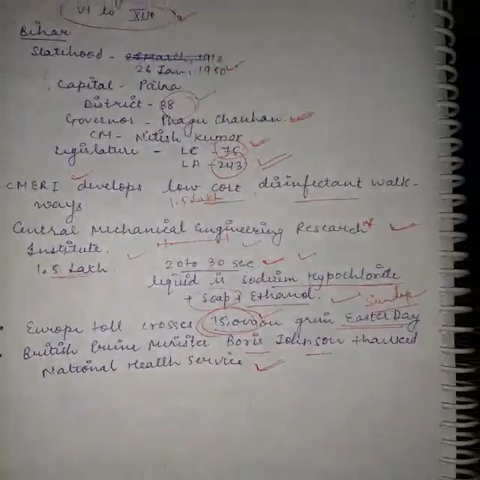 ( VI to XII
Bihar
Statehood - 22 March, 1912
26 Jan, 1950
Capital - Patna
District - 38
Governor - Phagu Chauhan.
CM - Nitish Kumar
Legislature - LC - 75
LA - 243
CMERI develops low cost disinfectant walk-
ways 1.5 Lakh
Central Mechanical Engineering Research
Institute.
1.5 Lakh 20 to 30 sec.
liquid is sodium hypochlorite
+ Soap + Ethanol. Sunday
Europe toll crosses grim Easter Day
British Prime Minister Boris Johnson thanked
National Health Service